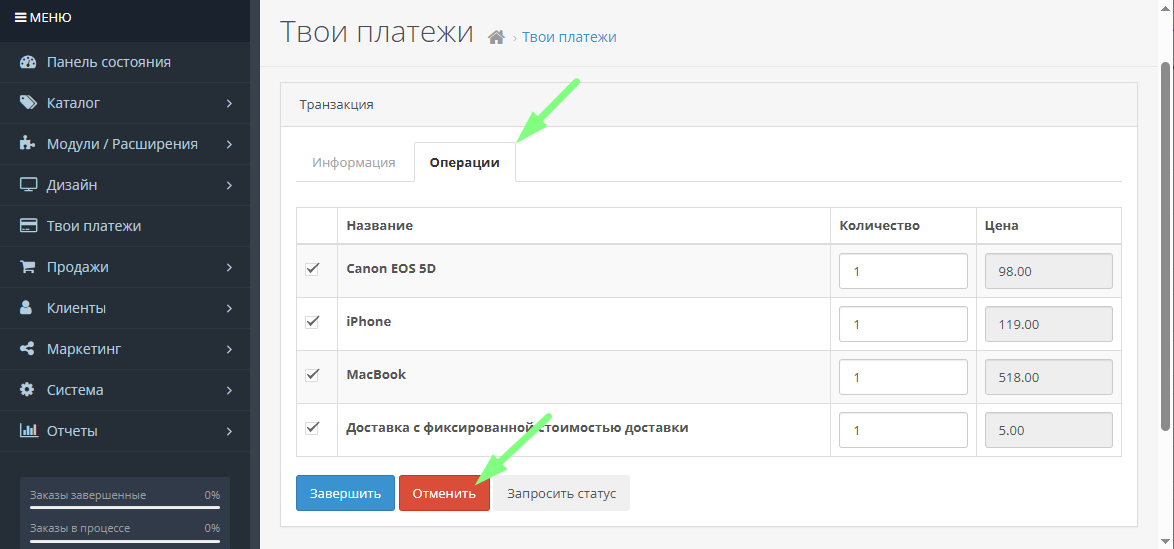 МЕНЮ
Панель состояния
Каталог
Модули / Расширения
Дизайн
Твои платежи
Продажи
Клиенты
Маркетинг
Система
Отчеты
Заказы завершенные 0%
Заказы в процессе 0%
Твои платежи › Твои платежи
Транзакция
Информация Операции
Название Количество Цена
Canon EOS 5D 1 98.00
iPhone 1 119.00
MacBook 1 518.00
Доставка с фиксированной стоимостью доставки 1 5.00
Завершить Отменить Запросить статус